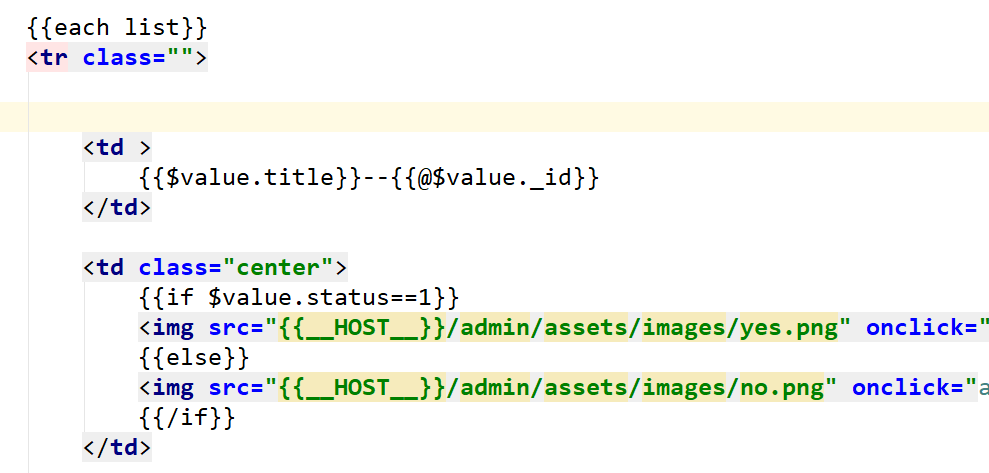 {{each list}}
<tr class="">
<td >
{{$value.title}}--{{@$value._id}}
</td>
<td class="center">
{{if $value.status==1}}
<img src="{{__HOST__}}/admin/assets/images/yes.png" onclick="
{{else}}
<img src="{{__HOST__}}/admin/assets/images/no.png" onclick="a
{{/if}}
</td>